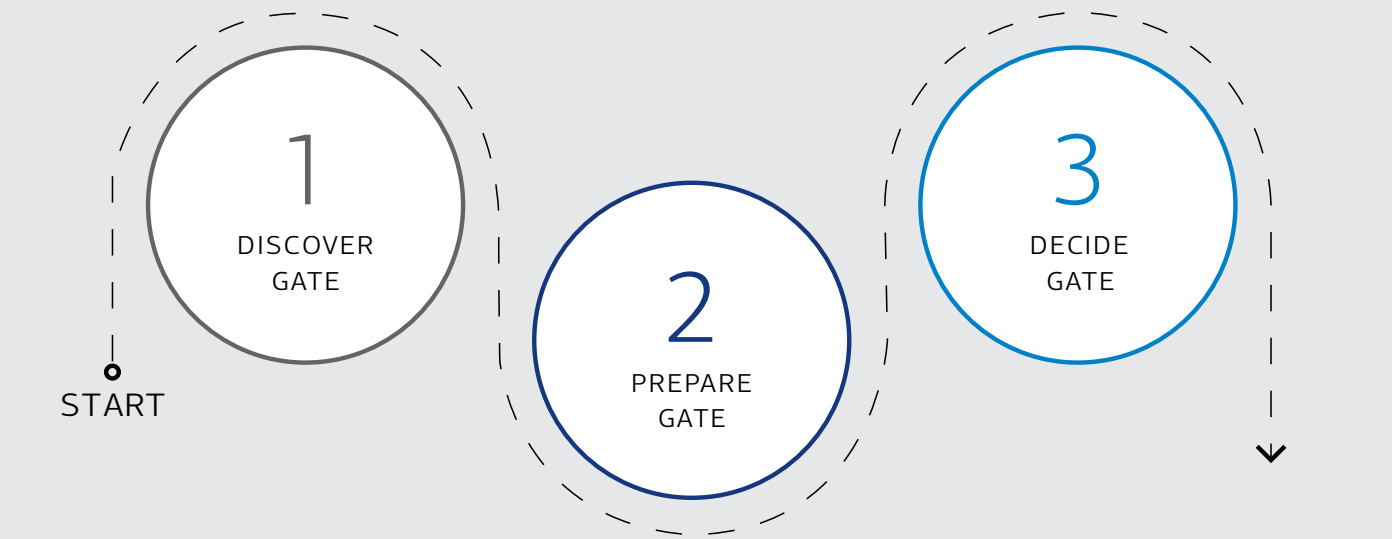 START
1
DISCOVER
GATE
2
PREPARE
GATE
3
DECIDE
GATE